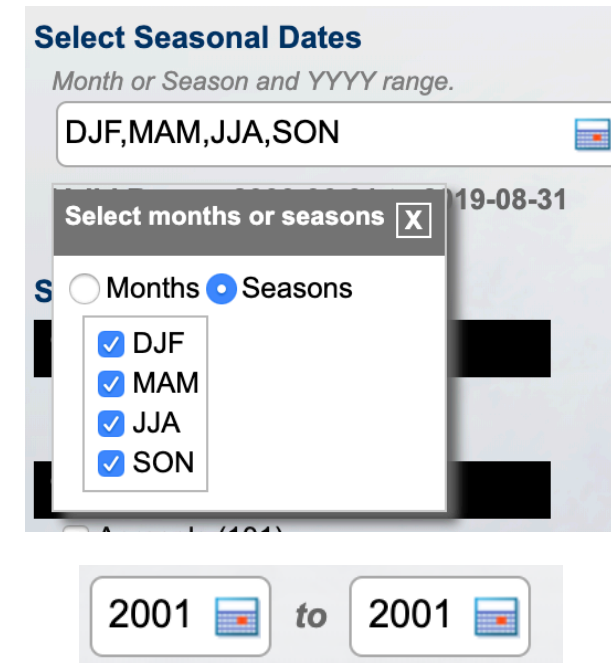 Select Seasonal Dates
Month or Season and YYYY range.
DJF,MAM,JJA,SON
19-08-31
Select months or seasons X
S
Months Seasons
DJF
MAM
JJA
SON
2001 to 2001